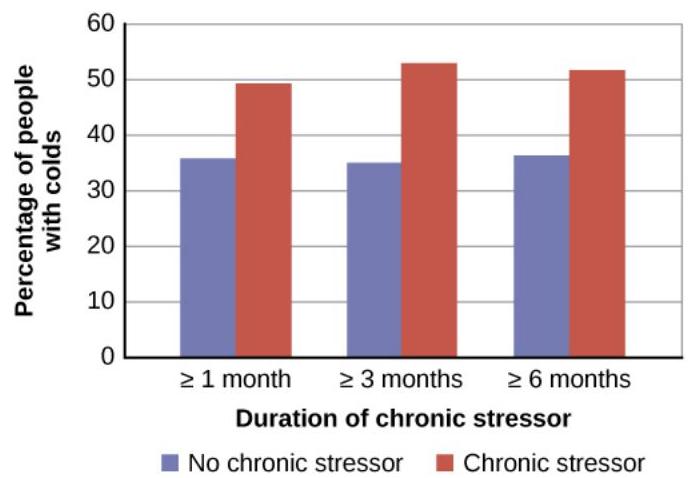 60
50
40
30
20
10
0
Percentage of people
with colds
≥ 1 month
≥ 3 months
≥ 6 months
Duration of chronic stressor
No chronic stressor
Chronic stressor